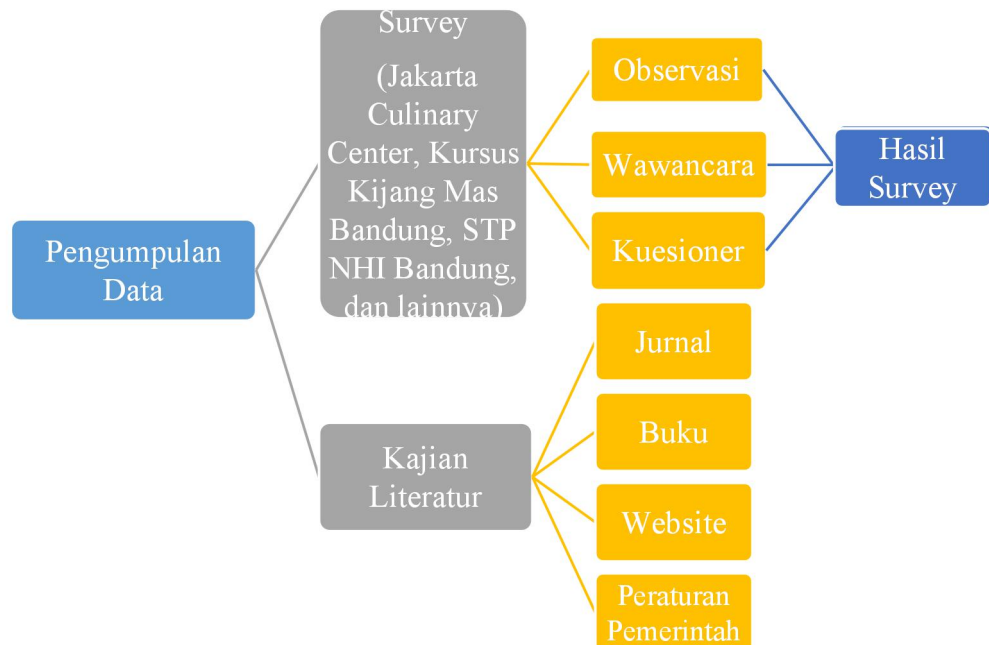 Pengumpulan
Data
Survey
(Jakarta
Culinary
Center, Kursus
Kijang Mas
Bandung, STP
NHI Bandung,
dan lainnya)
Kajian
Literatur
Observasi
Wawancara
Kuesioner
Jurnal
Buku
Website
Peraturan
Pemerintah
Hasil
Survey